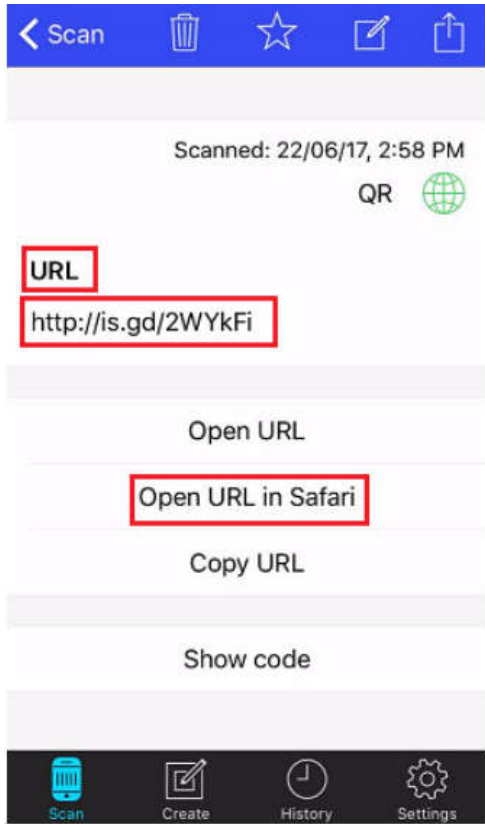 Scan
Scanned: 22/06/17, 2:58 PM
QR
URL
http://is.gd/2WYkFi
Open URL
Open URL in Safari
Copy URL
Show code
Scan Create History Settings